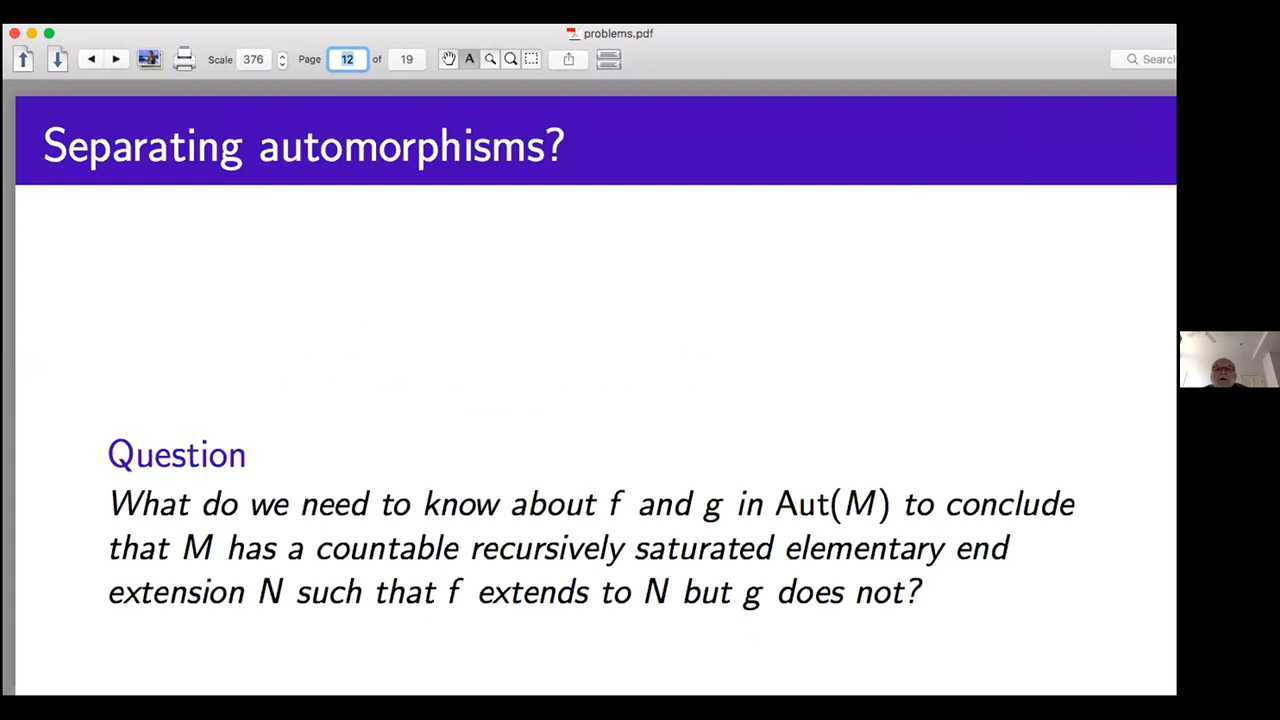 problems.pdf
Scale 376 Page 12 of 19 A Search
Separating automorphisms?
Question
What do we need to know about f and g in Aut(M) to conclude
that M has a countable recursively saturated elementary end
extension N such that f extends to N but g does not?